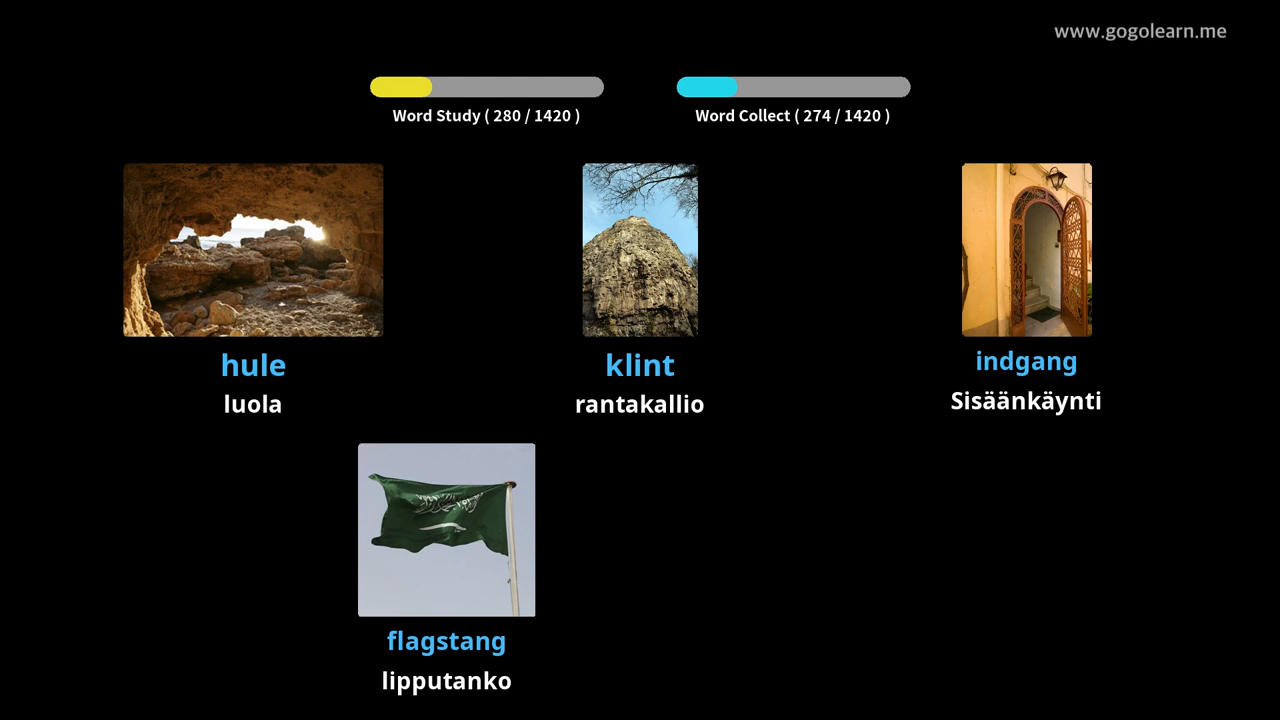 www.gogolearn.me
Word Study ( 280 / 1420 )
Word Collect ( 274 / 1420 )
hule
luola
klint
rantakallio
indgang
Sisäänkäynti
flagstang
lipputanko